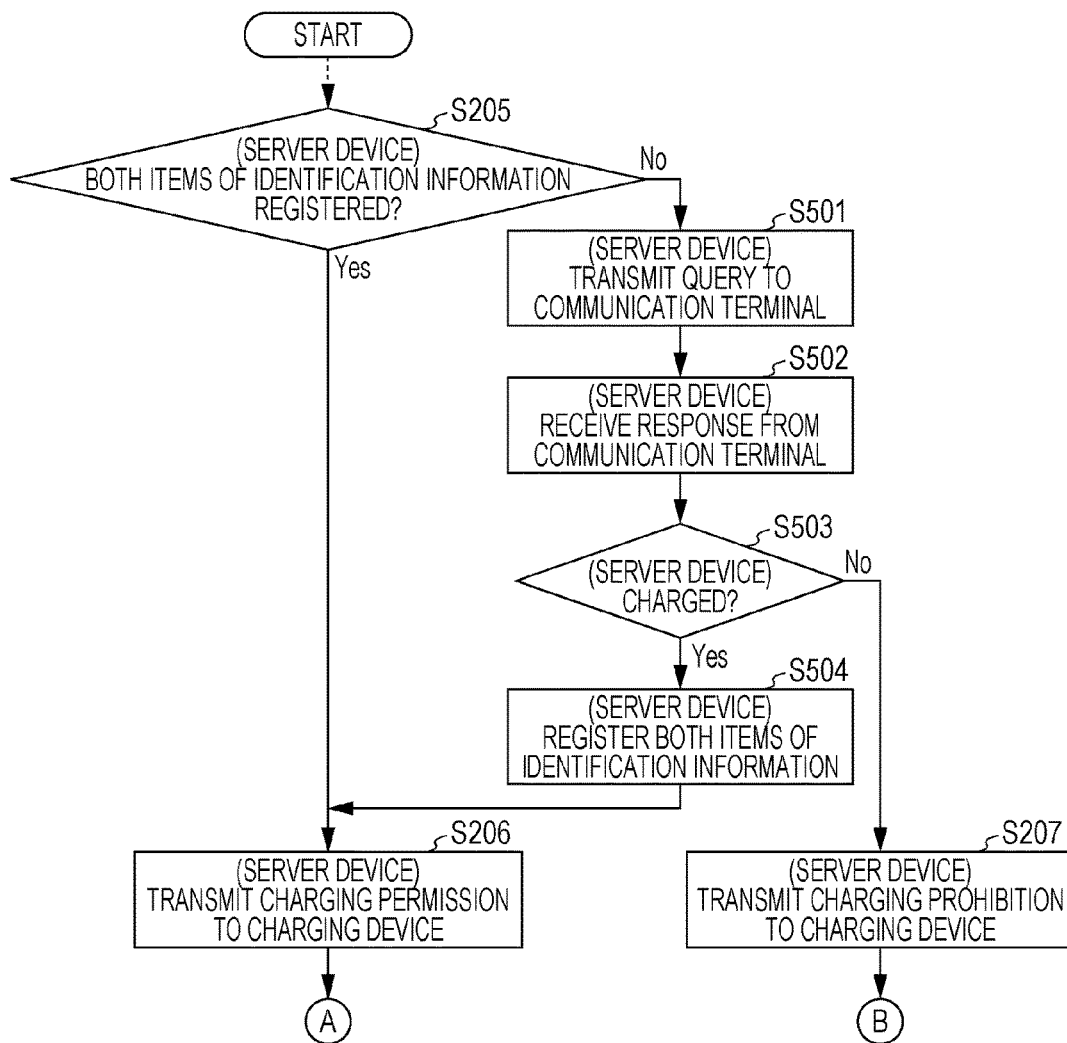 START
S205
(SERVER DEVICE)
BOTH ITEMS OF IDENTIFICATION INFORMATION
REGISTERED?
No
Yes
S501
(SERVER DEVICE)
TRANSMIT QUERY TO
COMMUNICATION TERMINAL
S502
(SERVER DEVICE)
RECEIVE RESPONSE FROM
COMMUNICATION TERMINAL
S503
(SERVER DEVICE)
CHARGED?
No
Yes
S504
(SERVER DEVICE)
REGISTER BOTH ITEMS OF
IDENTIFICATION INFORMATION
S206
(SERVER DEVICE)
TRANSMIT CHARGING PERMISSION
TO CHARGING DEVICE
S207
(SERVER DEVICE)
TRANSMIT CHARGING PROHIBITION
TO CHARGING DEVICE
A
B